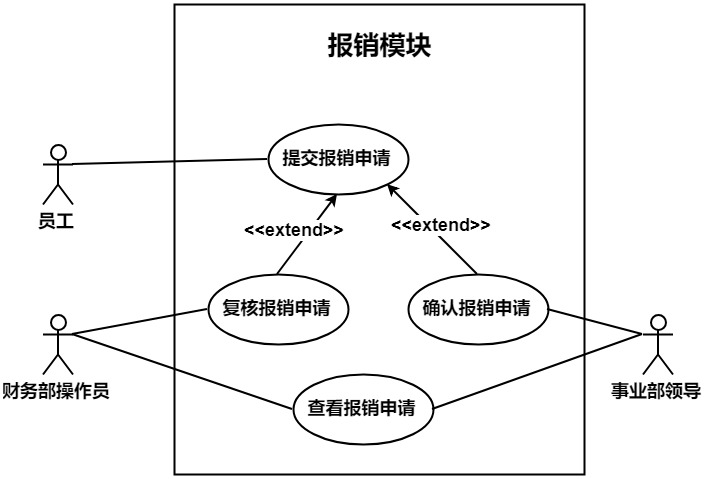 报销模块
提交报销申请
员工
<<extend>>
<<extend>>
复核报销申请
确认报销申请
财务部操作员
事业部领导
查看报销申请